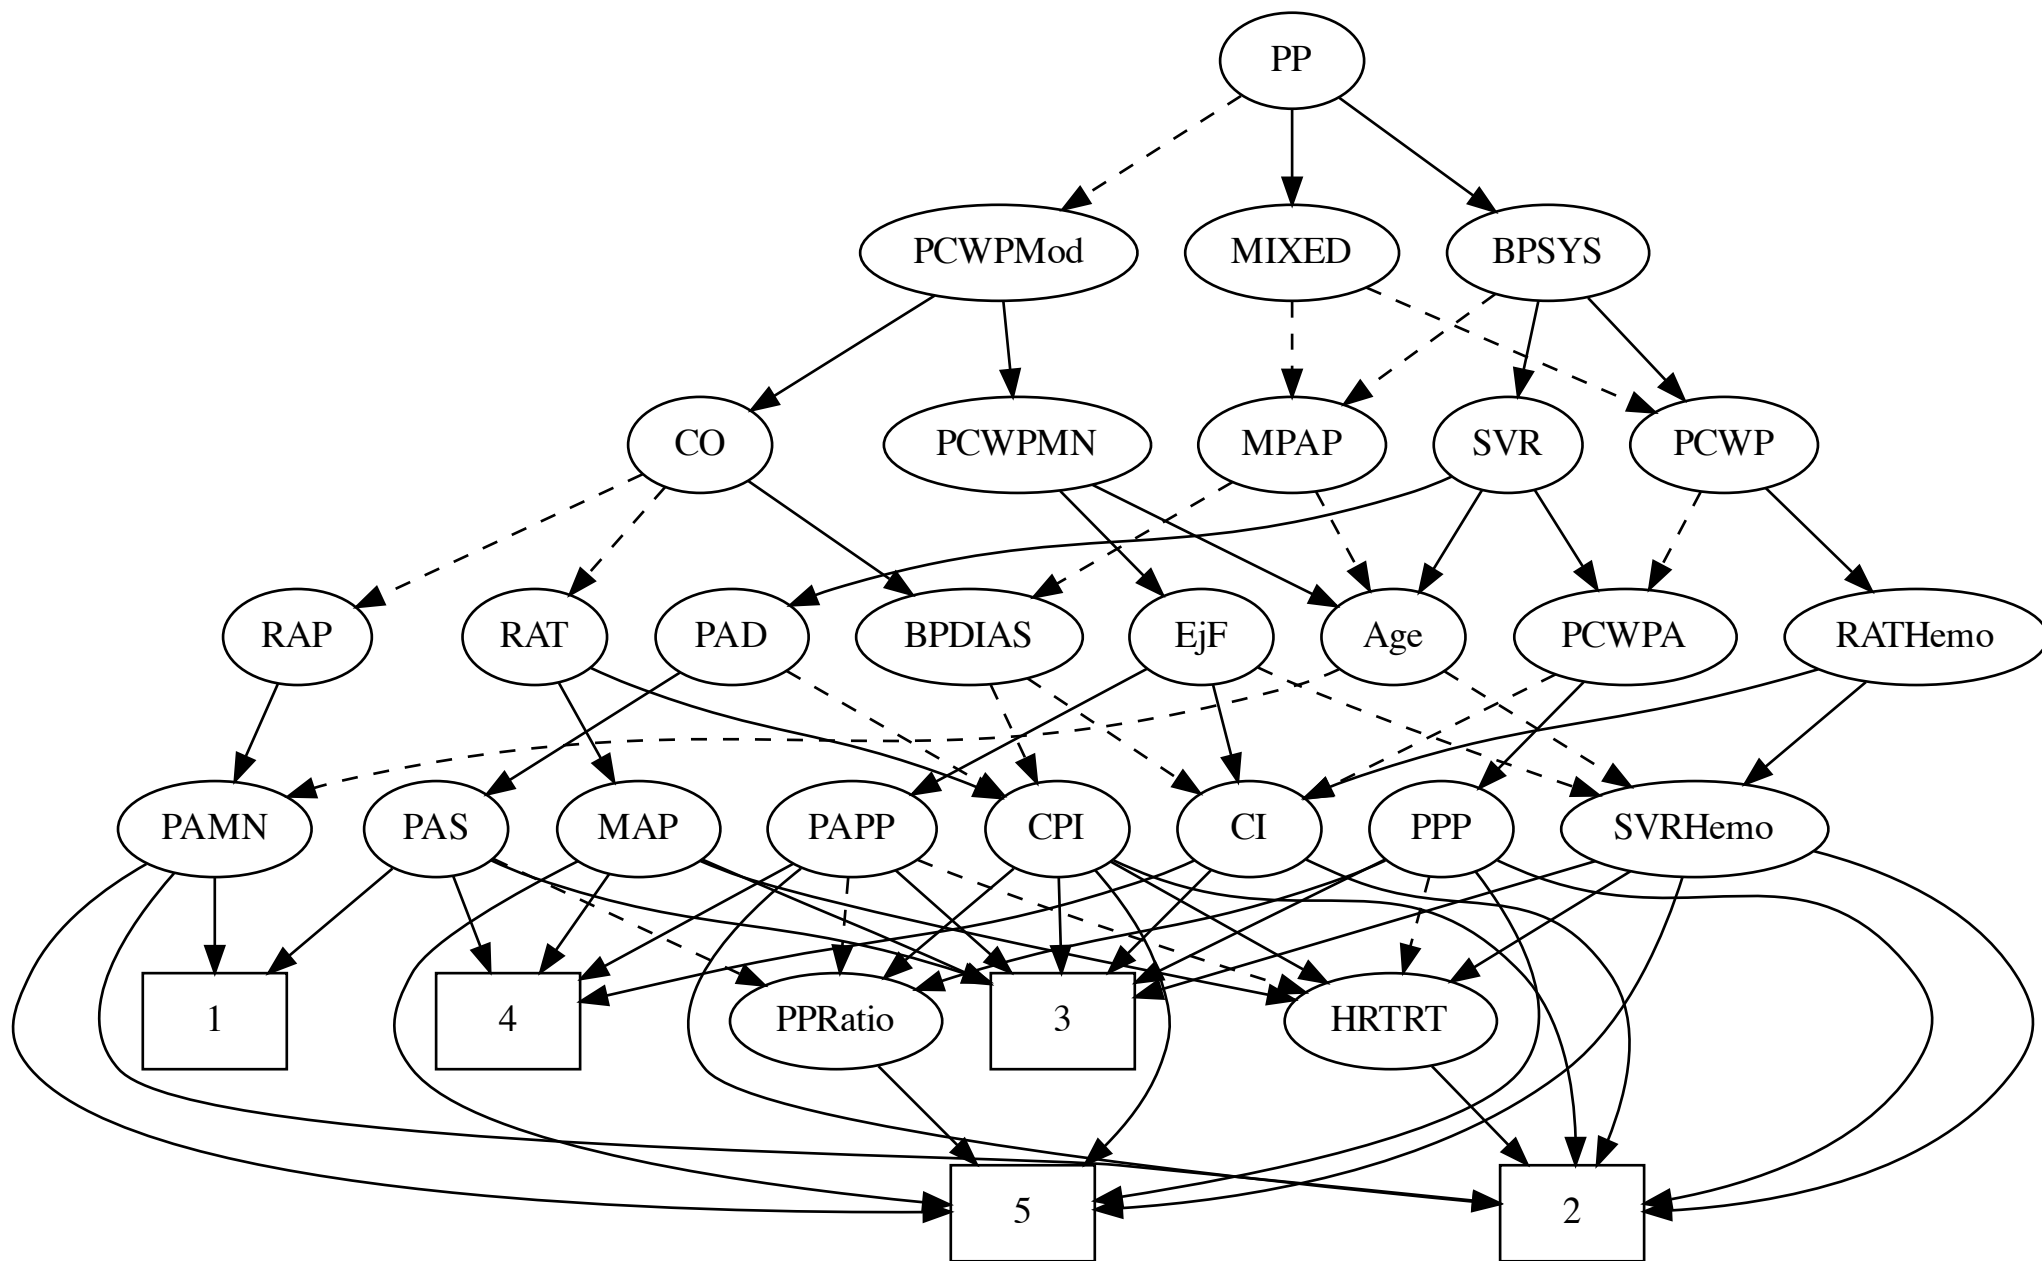 PP
PCWPMod
MIXED
BPSYS
CO
PCWPMN
MPAP
SVR
PCWP
RAP
RAT
PAD
BPDIAS
EjF
Age
PCWPA
RATHemo
PAMN
PAS
MAP
PAPP
CPI
CI
PPP
SVRHemo
1
4
PPRatio
3
HRTRT
5
2